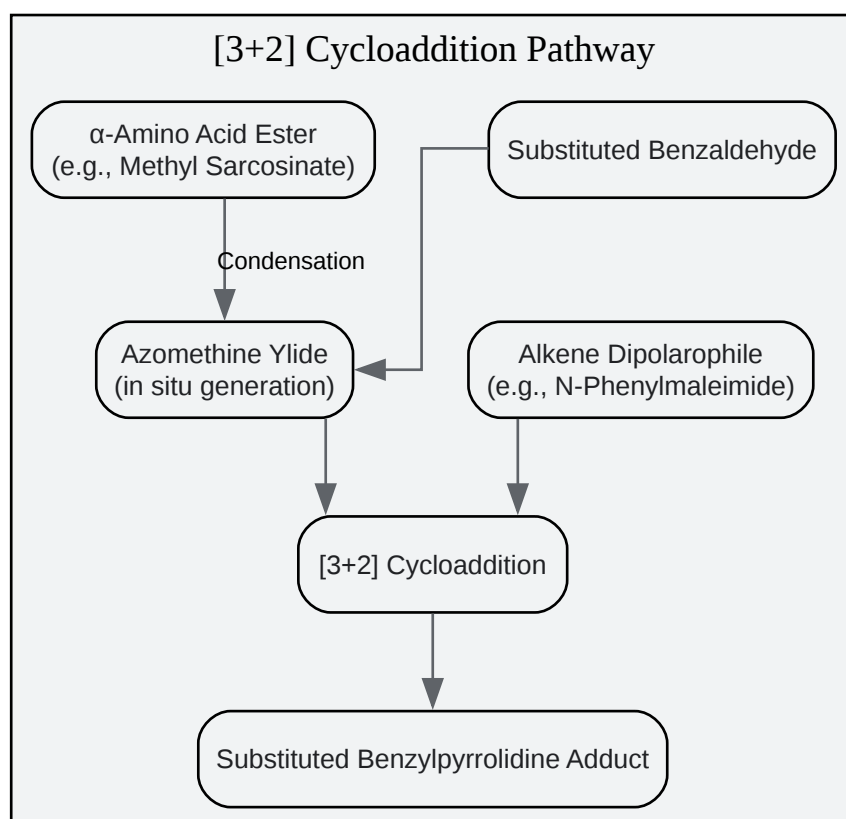 [3+2] Cycloaddition Pathway
α-Amino Acid Ester
(e.g., Methyl Sarcosinate)
Substituted Benzaldehyde
Condensation
Azomethine Ylide
(in situ generation)
Alkene Dipolarophile
(e.g., N-Phenylmaleimide)
[3+2] Cycloaddition
Substituted Benzylpyrrolidine Adduct